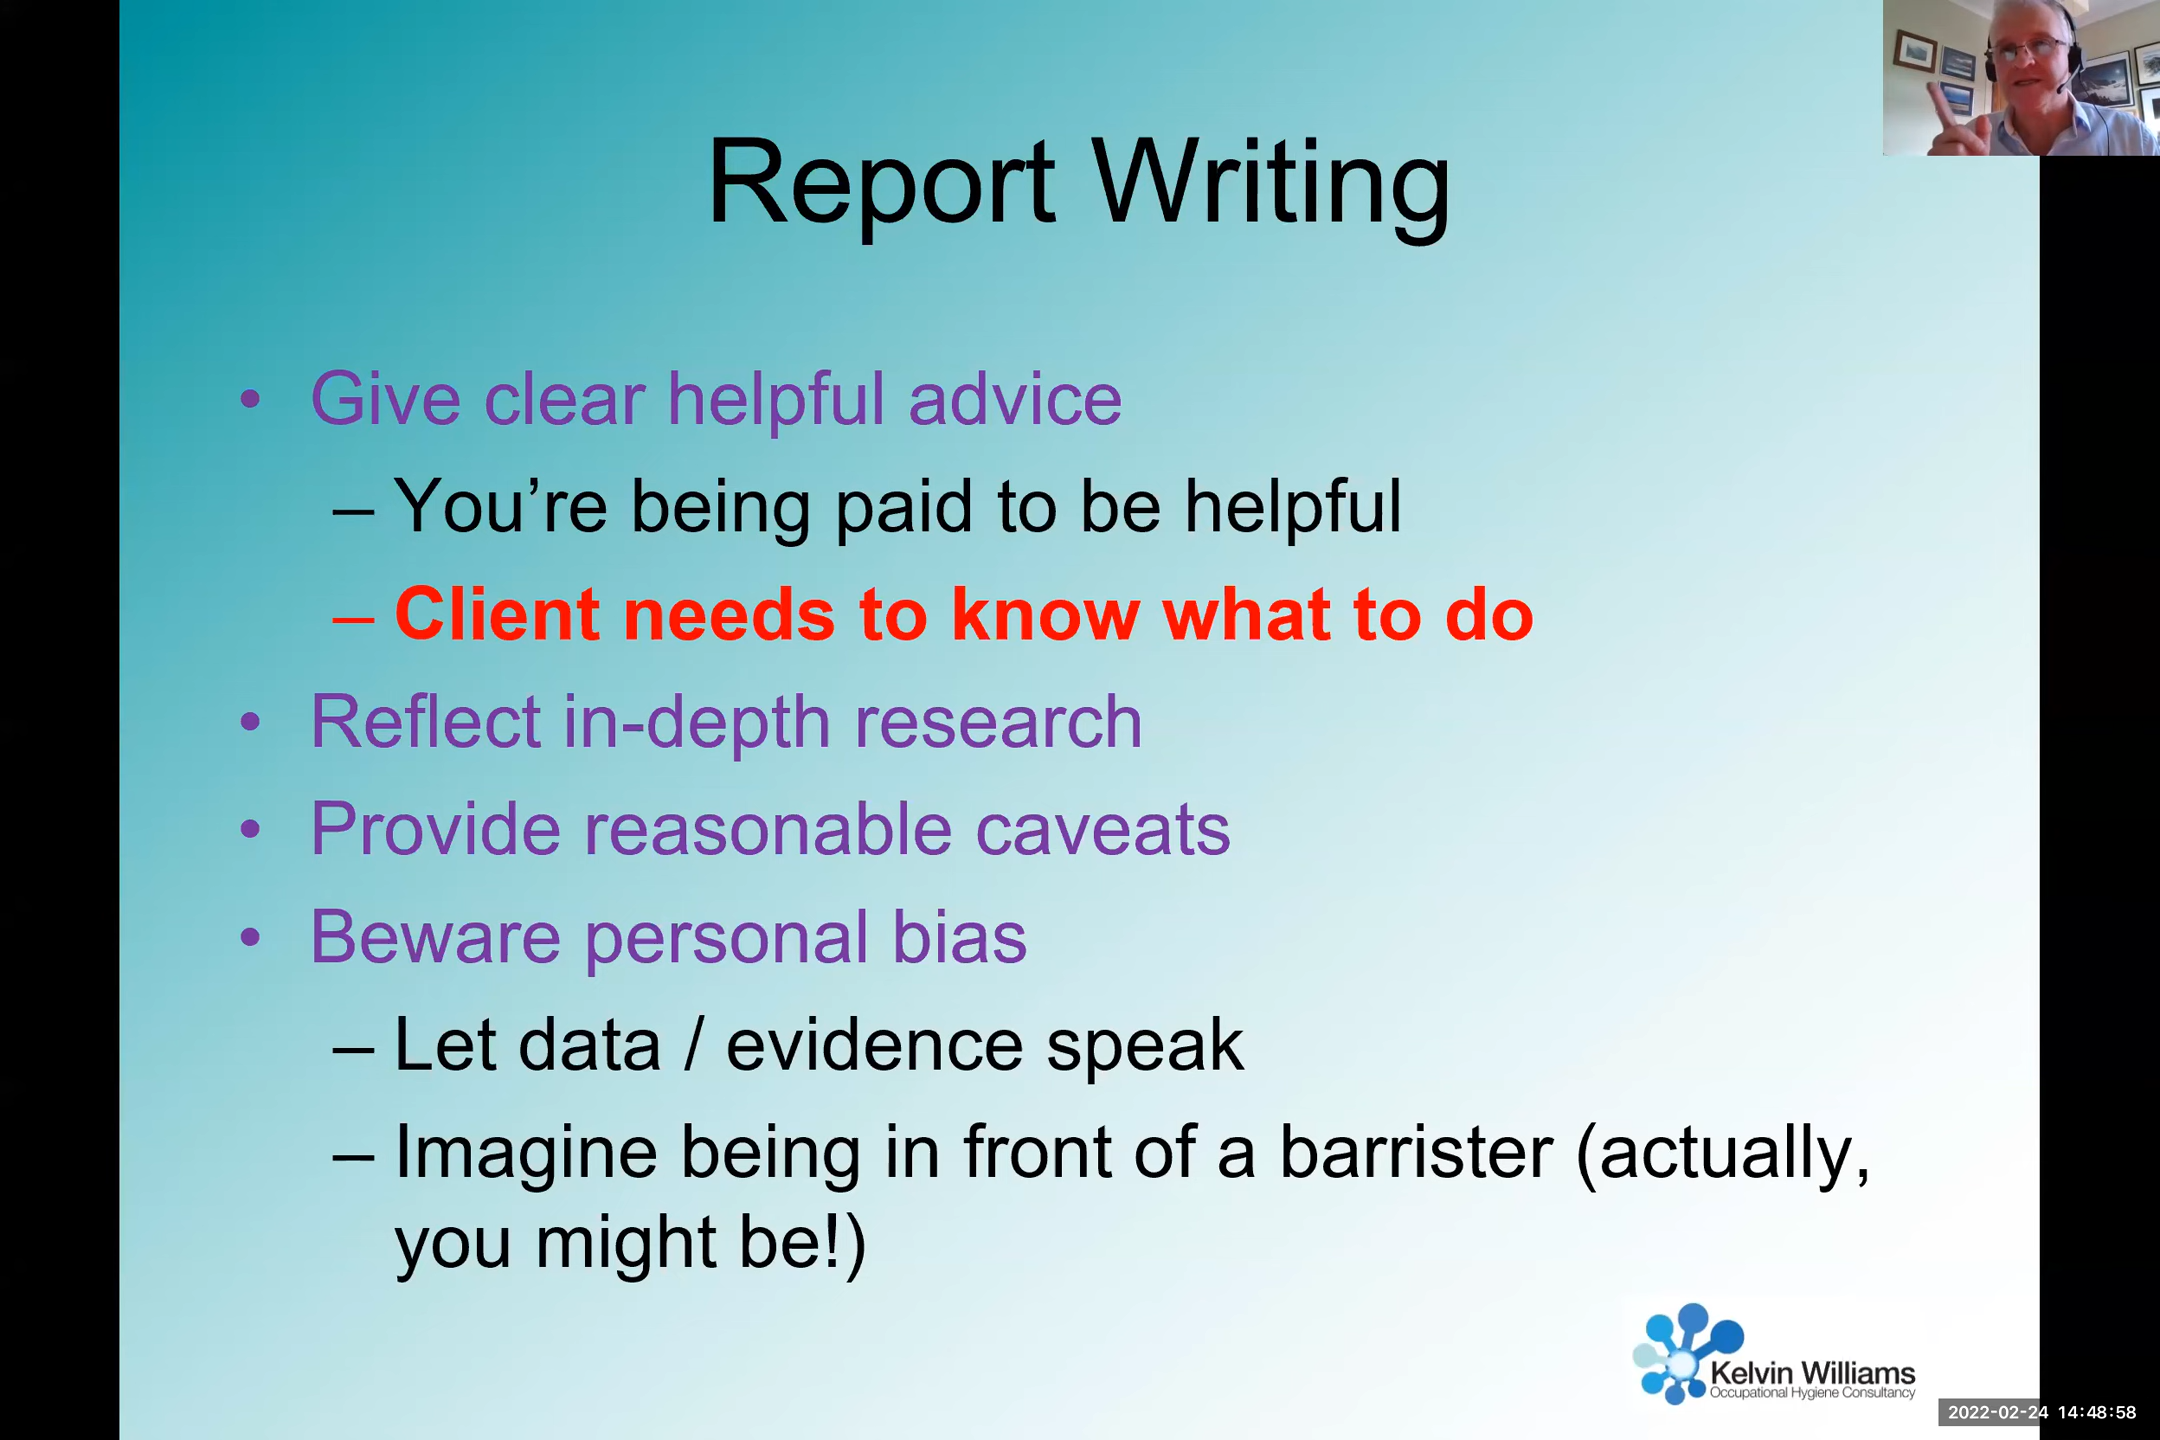 Report Writing
• Give clear helpful advice
– You’re being paid to be helpful
– Client needs to know what to do
• Reflect in-depth research
• Provide reasonable caveats
• Beware personal bias
– Let data / evidence speak
– Imagine being in front of a barrister (actually,
you might be!)
Kelvin Williams
Occupational Hygiene Consultancy
2022-02-24 14:48:58